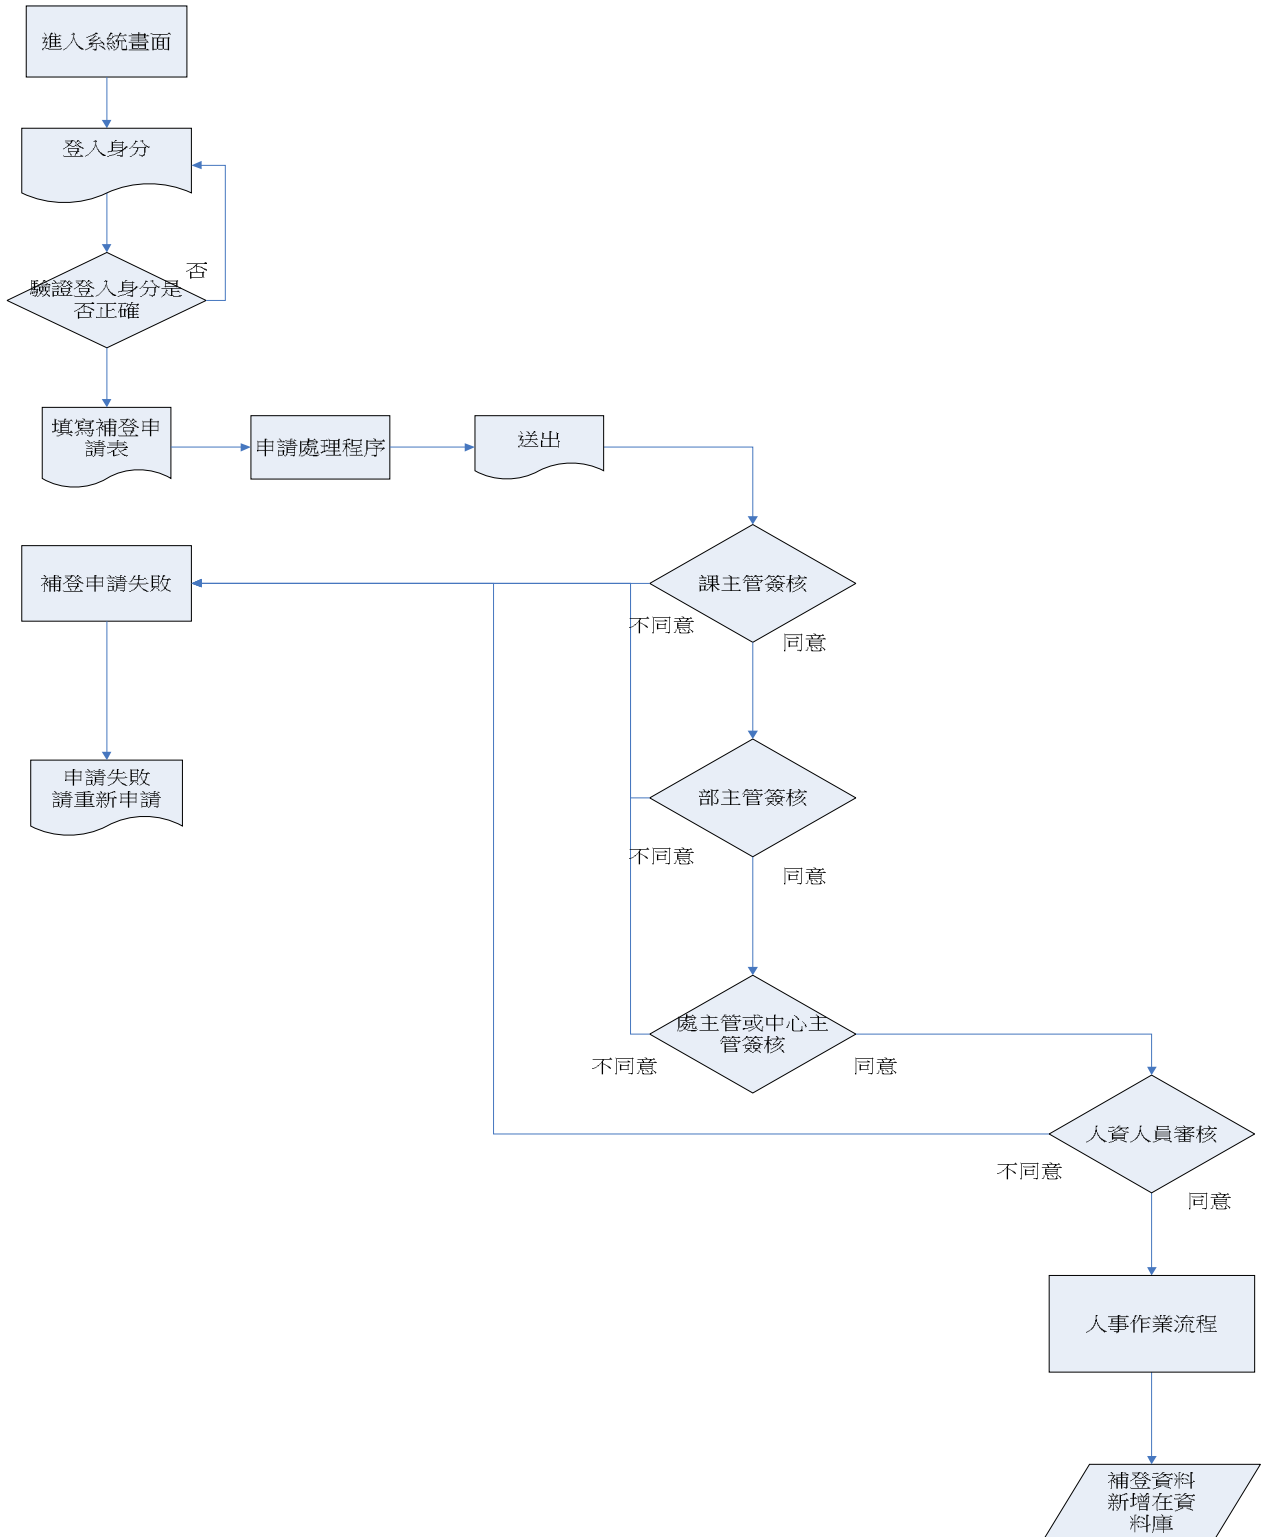 進入系統畫面
登入身分
否
驗證登入身分是
否正確
填寫補登申
請表
申請處理程序
送出
補登申請失敗
課主管簽核
不同意
同意
申請失敗
請重新申請
部主管簽核
不同意
同意
處主管或中心主
管簽核
不同意
同意
人資人員審核
不同意
同意
人事作業流程
補登資料
新增在資
料庫